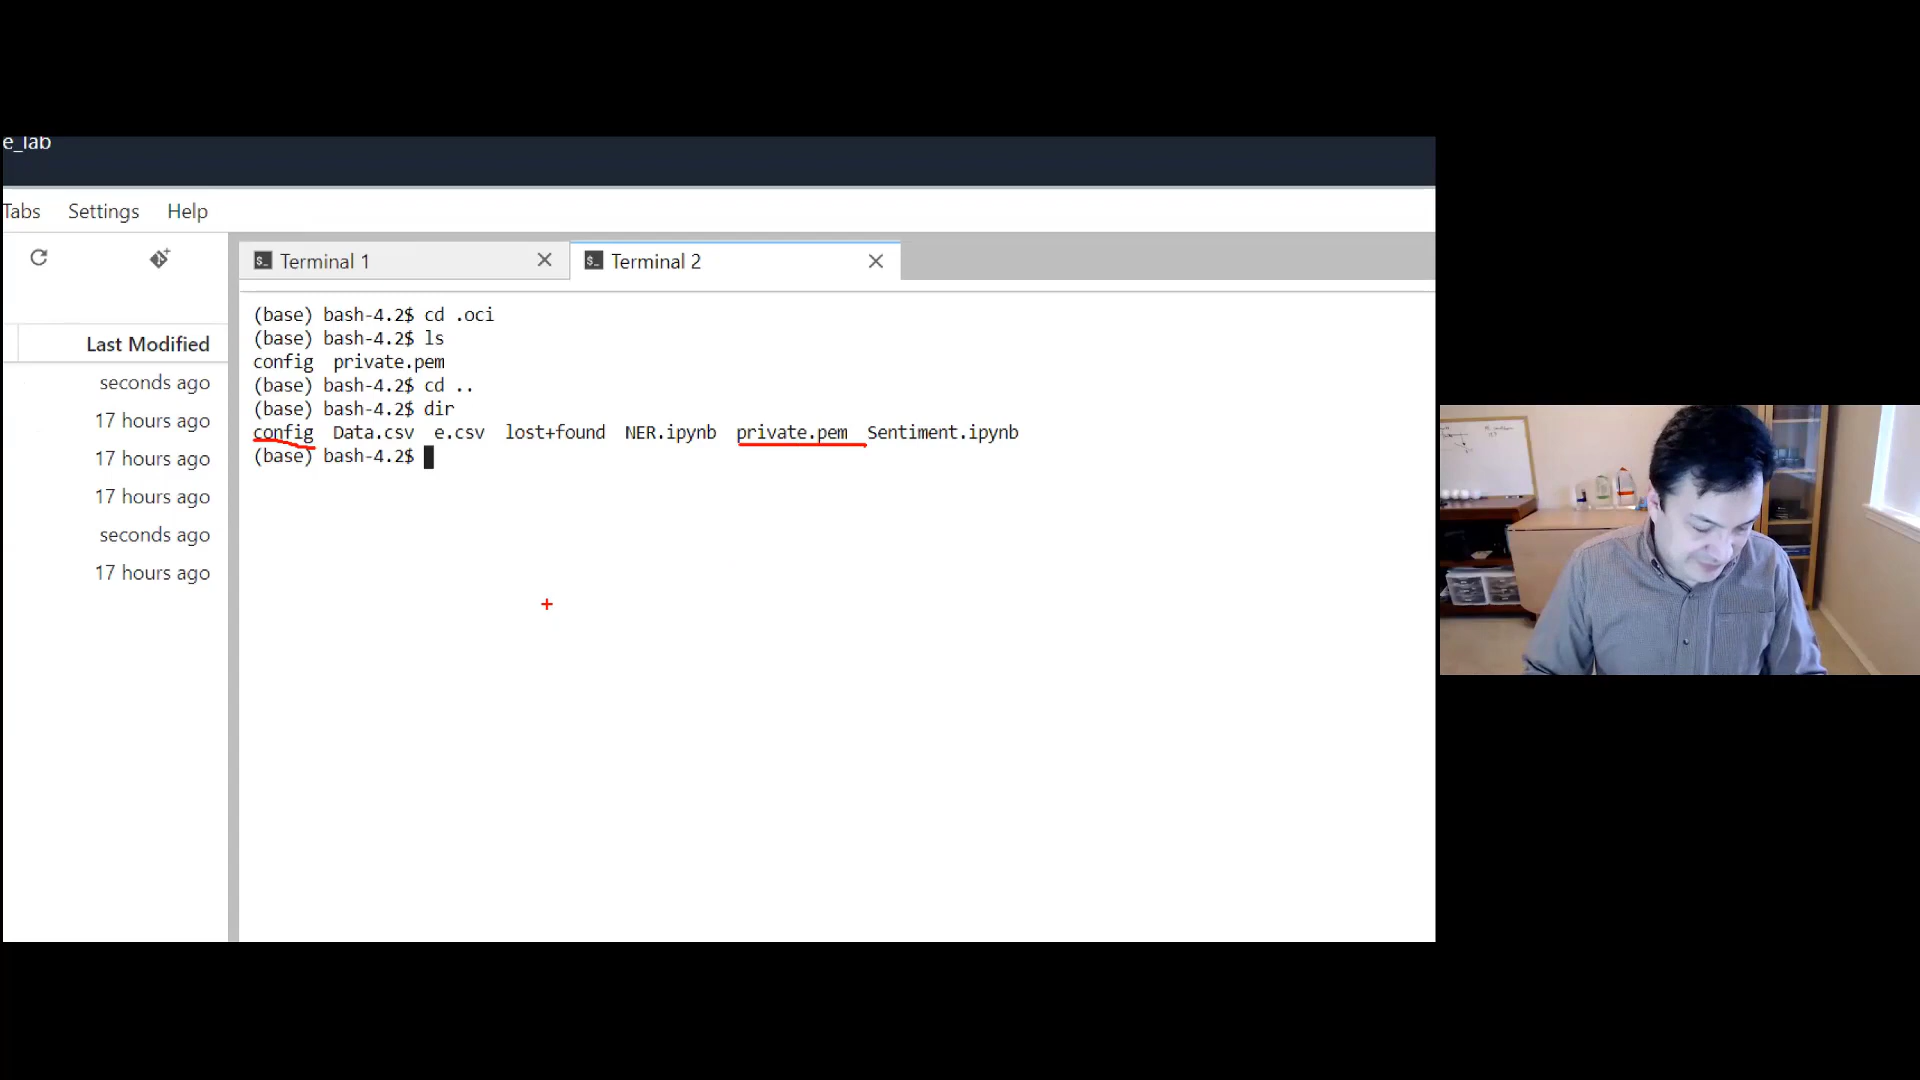 e_lab
Tabs Settings Help
Terminal 1 Terminal 2
Last Modified
seconds ago
17 hours ago
17 hours ago
17 hours ago
seconds ago
17 hours ago
(base) bash-4.2$ cd .oci
(base) bash-4.2$ ls
config private.pem
(base) bash-4.2$ cd ..
(base) bash-4.2$ dir
config Data.csv e.csv lost+found NER.ipynb private.pem Sentiment.ipynb
(base) bash-4.2$